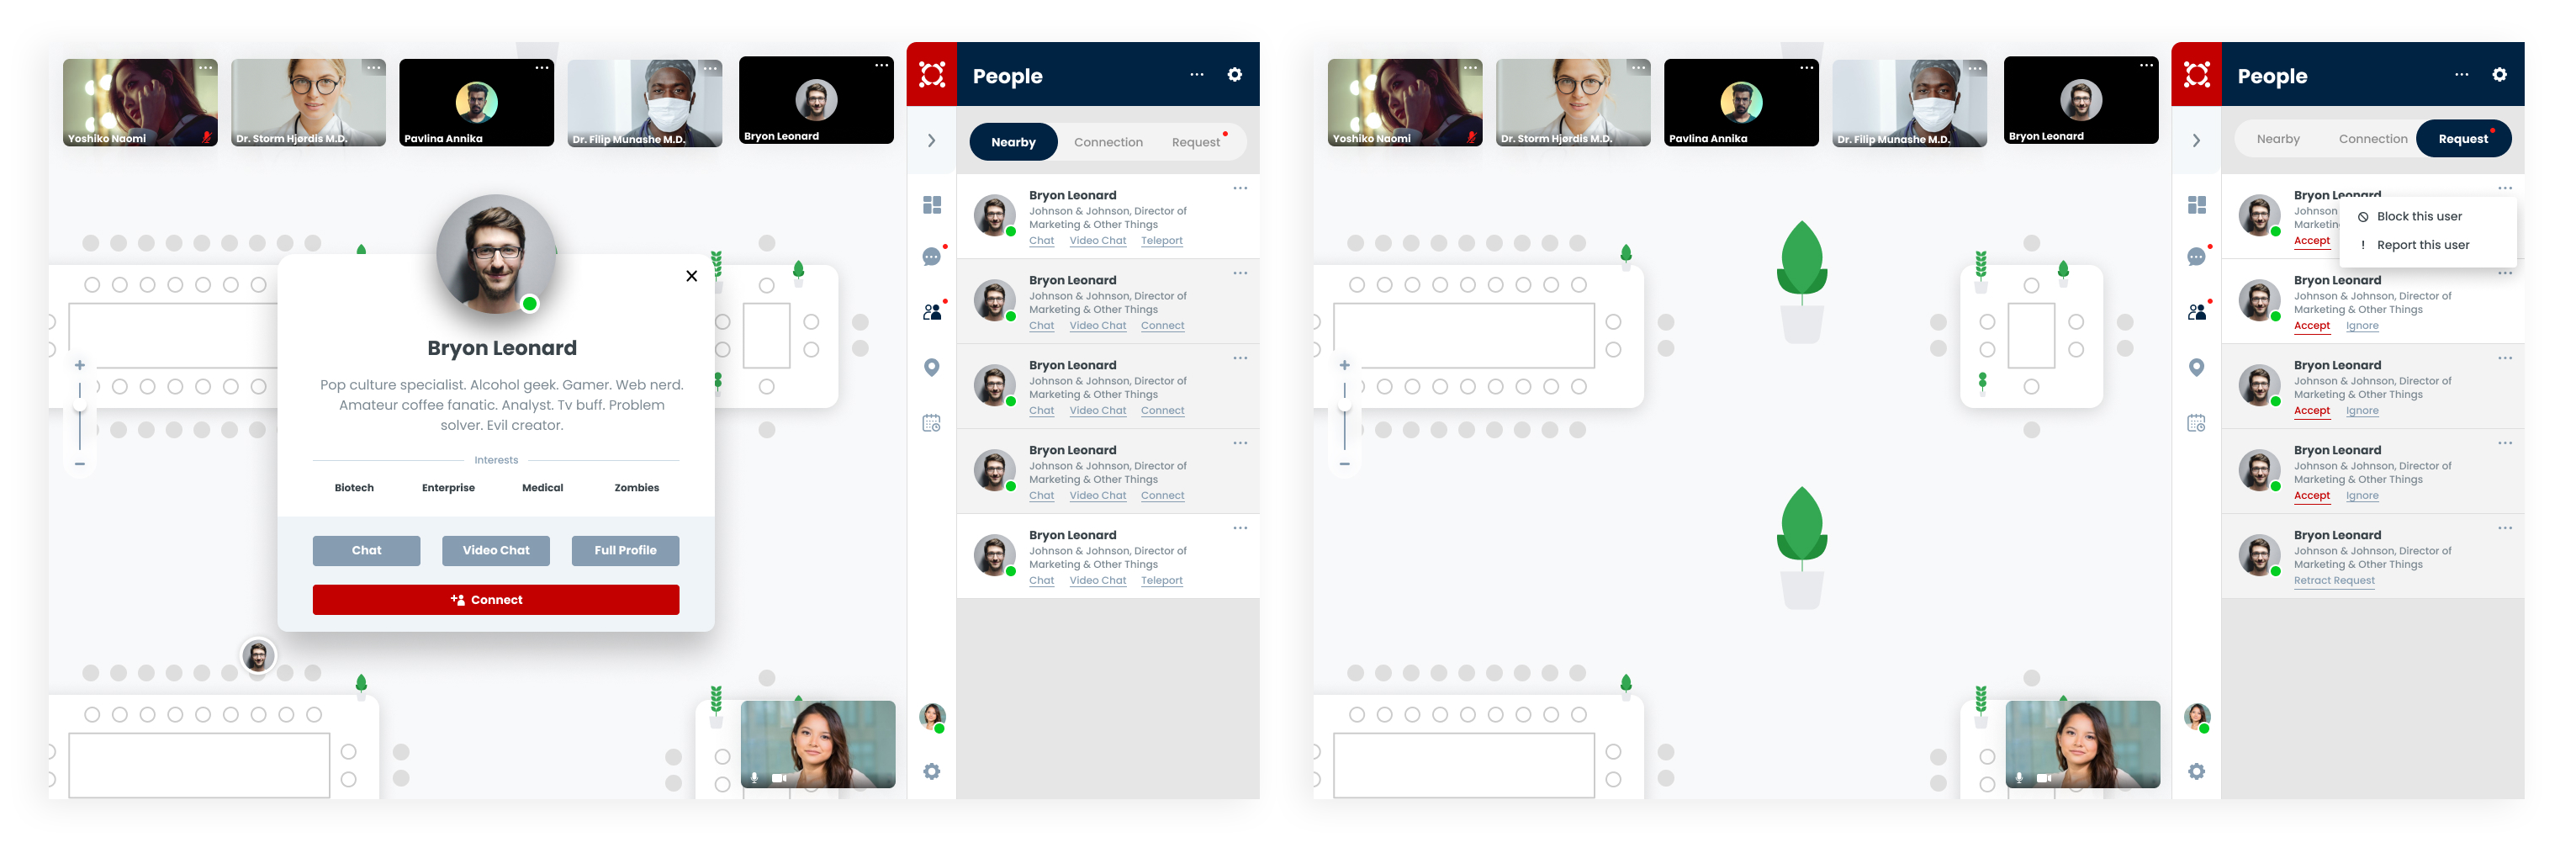 Yoshiko Naomi
Dr. Storm Hjørdis M.D.
Pavlina Annika
Dr. Filip Munashe M.D.
Bryon Leonard
Bryon Leonard
Pop culture specialist. Alcohol geek. Gamer. Web nerd.
Amateur coffee fanatic. Analyst. Tv buff. Problem
solver. Evil creator.
Interests
Biotech Enterprise Medical Zombies
Chat Video Chat Full Profile
Connect
People
Nearby Connection Request
Bryon Leonard
Johnson & Johnson, Director of
Marketing & Other Things
Chat Video Chat Teleport
Bryon Leonard
Johnson & Johnson, Director of
Marketing & Other Things
Chat Video Chat Connect
Bryon Leonard
Johnson & Johnson, Director of
Marketing & Other Things
Chat Video Chat Connect
Bryon Leonard
Johnson & Johnson, Director of
Marketing & Other Things
Chat Video Chat Connect
Bryon Leonard
Johnson & Johnson, Director of
Marketing & Other Things
Chat Video Chat Teleport
Yoshiko Naomi
Dr. Storm Hjørdis M.D.
Pavlina Annika
Dr. Filip Munashe M.D.
Bryon Leonard
People
Nearby Connection Request
Bryon Leonard
Johnson
Accept
Block this user
! Report this user
Bryon Leonard
Johnson & Johnson, Director of
Marketing & Other Things
Accept Ignore
Bryon Leonard
Johnson & Johnson, Director of
Marketing & Other Things
Accept Ignore
Bryon Leonard
Johnson & Johnson, Director of
Marketing & Other Things
Accept Ignore
Bryon Leonard
Johnson & Johnson, Director of
Marketing & Other Things
Retract Request